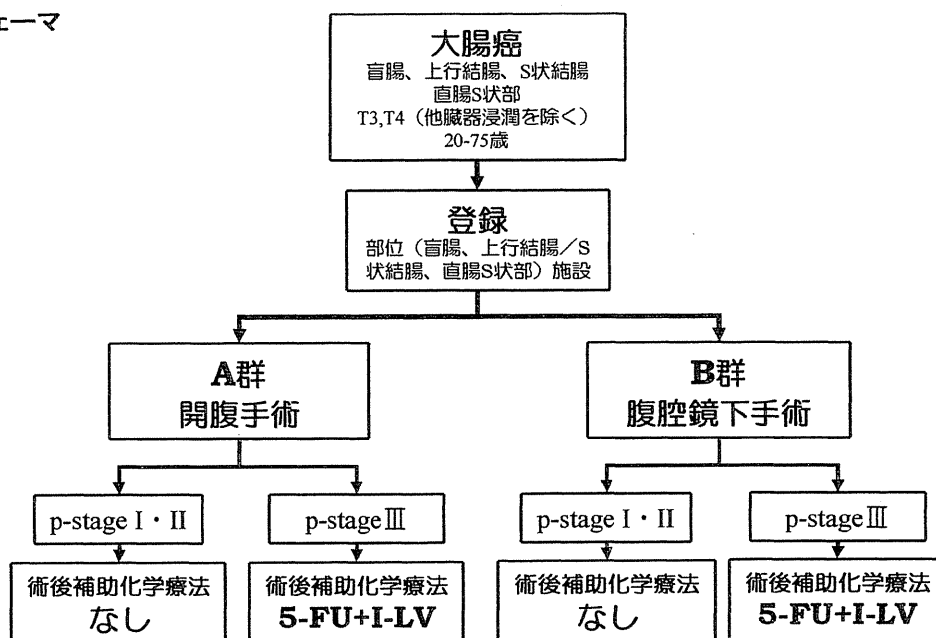 ェーマ
大腸癌
盲腸、上行結腸、S状結腸
直腸S状部
T3,T4（他臓器浸潤を除く）
20-75歳
登録
部位（盲腸、上行結腸／S
状結腸、直腸S状部）施設
A群
開腹手術
B群
腹腔鏡下手術
p-stage I・II
p-stage III
p-stage I・II
p-stage III
術後補助化学療法
なし
術後補助化学療法
5-FU+I-LV
術後補助化学療法
なし
術後補助化学療法
5-FU+I-LV